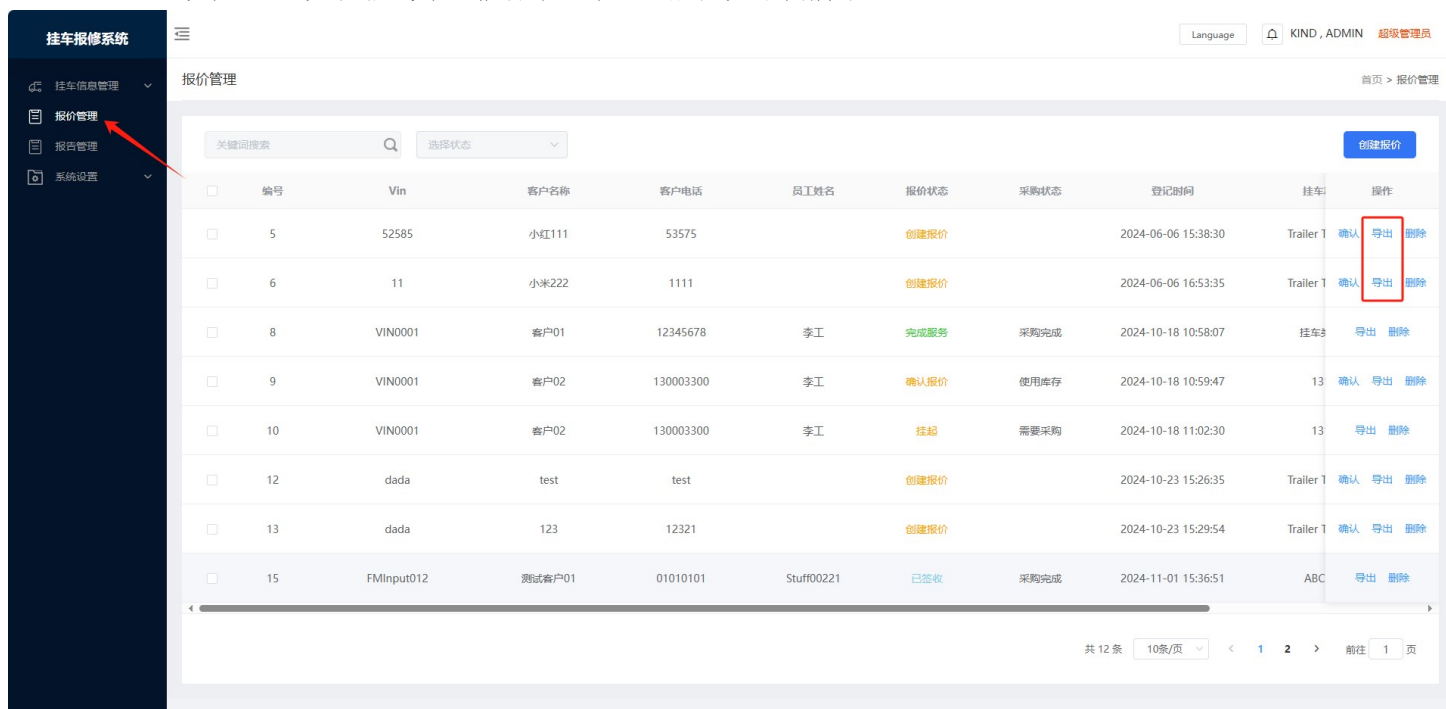 挂车报修系统
Language
KIND , ADMIN 超级管理员
挂车信息管理
报价管理
报告管理
系统设置
报价管理
首页 > 报价管理
关键词搜索
选择状态
创建报价
编号 Vin 客户名称 客户电话 员工姓名 报价状态 采购状态 登记时间 挂车 操作
5 52585 小红111 53575 创建报价 2024-06-06 15:38:30 Trailer T 确认 导出 删除
6 11 小米222 1111 创建报价 2024-06-06 16:53:35 Trailer T 确认 导出 删除
8 VIN0001 客户01 12345678 李工 完成服务 采购完成 2024-10-18 10:58:07 挂车 导出 删除
9 VIN0001 客户02 130003300 李工 确认报价 使用库存 2024-10-18 10:59:47 13 确认 导出 删除
10 VIN0001 客户02 130003300 李工 挂起 需要采购 2024-10-18 11:02:30 13 导出 删除
12 dada test test 创建报价 2024-10-23 15:26:35 Trailer T 确认 导出 删除
13 dada 123 12321 创建报价 2024-10-23 15:29:54 Trailer T 确认 导出 删除
15 FMInput012 测试客户01 01010101 Stuff00221 已签收 采购完成 2024-11-01 15:36:51 ABC 导出 删除
共 12 条 10条/页 < 1 2 > 前往 1 页